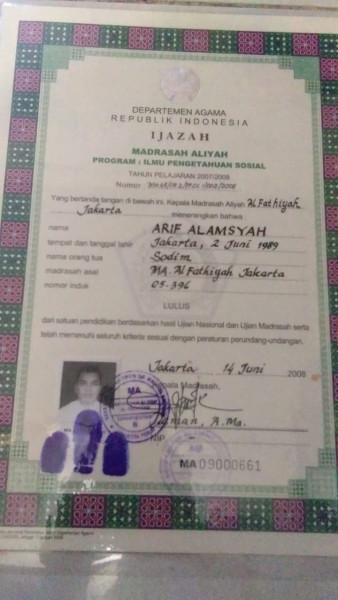 DEPARTEMEN AGAMA
REPUBLIK INDONESIA
IJAZAH
MADRASAH ALIYAH
PROGRAM : ILMU PENGETAHUAN SOSIAL
TAHUN PELAJARAN 2007/2008
Nomor
Yang bertanda tangan di bawah ini, Kepala Madrasah Aliyah Al Fathiyah
Jakarta menerangkan bahwa :
nama ARIF ALAMSYAH
tempat dan tanggal lahir Jakarta, 2 Juni 1989
nama orang tua Sodim
madrasah asal MA. Al Fathiyah Jakarta
nomor induk 05-396
LULUS
dari satuan pendidikan berdasarkan hasil Ujian Nasional dan Ujian Madrasah serta
telah memenuhi seluruh kriteria sesuai dengan peraturan perundang-undangan.
Jakarta 14 Juni 2008
Kepala Madrasah,
MA
A.Ma.
NIP
MA 09000661